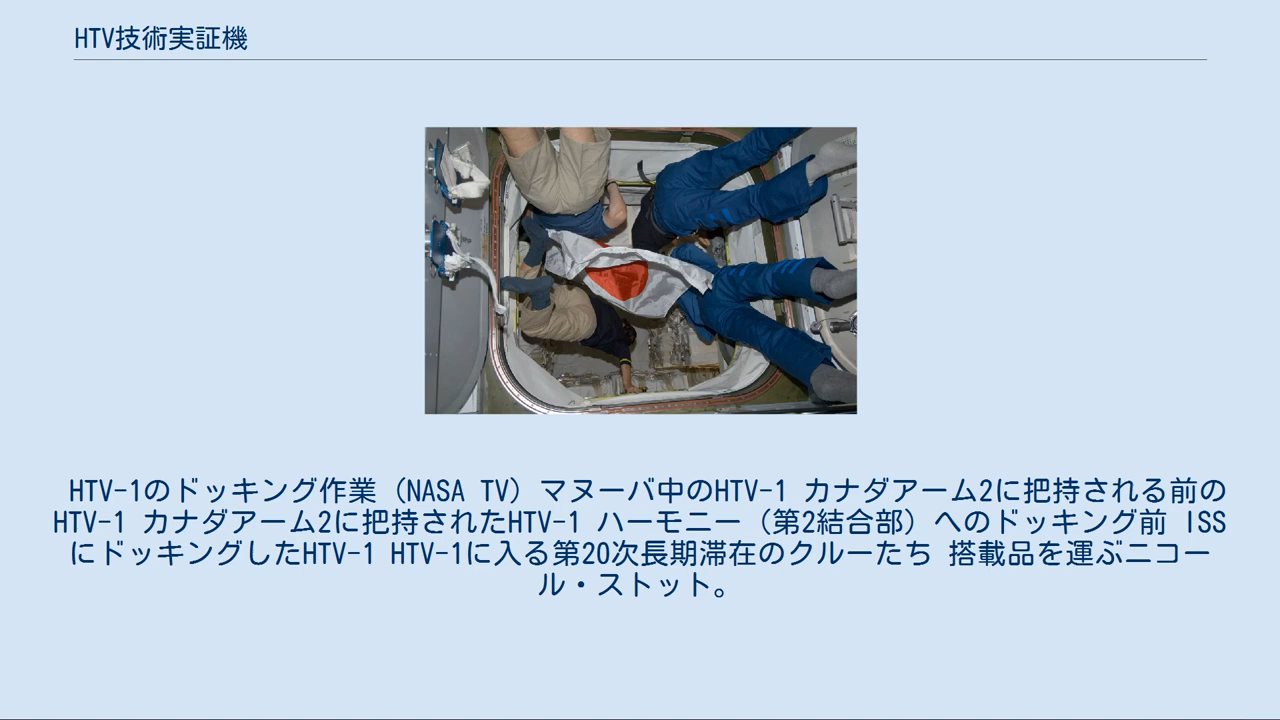 HTV技術実証機
HTV-1のドッキング作業（NASA TV）マヌーバ中のHTV-1 カナダアーム2に把持される前の
HTV-1 カナダアーム2に把持されたHTV-1 ハーモニー（第2結合部）へのドッキング前 ISS
にドッキングしたHTV-1 HTV-1に入る第20次長期滞在のクルーたち 搭載品を運ぶニコー
ル・ストット。